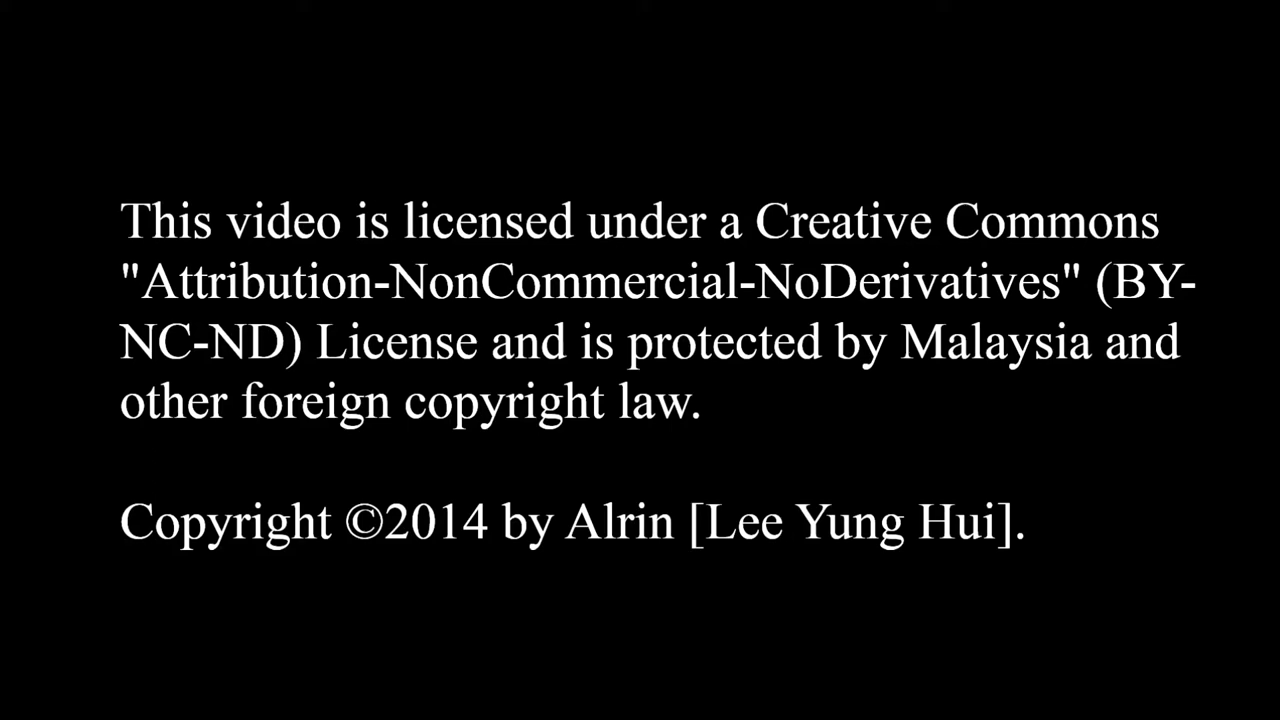 This video is licensed under a Creative Commons
"Attribution-NonCommercial-NoDerivatives" (BY-
NC-ND) License and is protected by Malaysia and
other foreign copyright law.
Copyright ©2014 by Alrin [Lee Yung Hui].